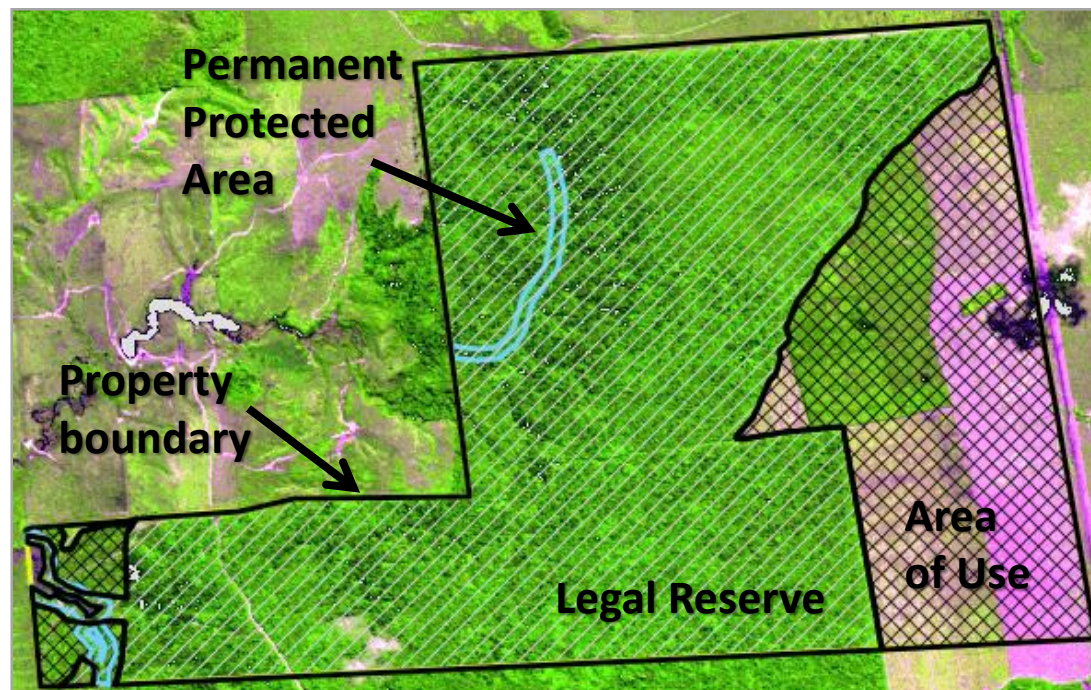 Permanent
Protected
Area
Property
boundary
Area
of Use
Legal Reserve